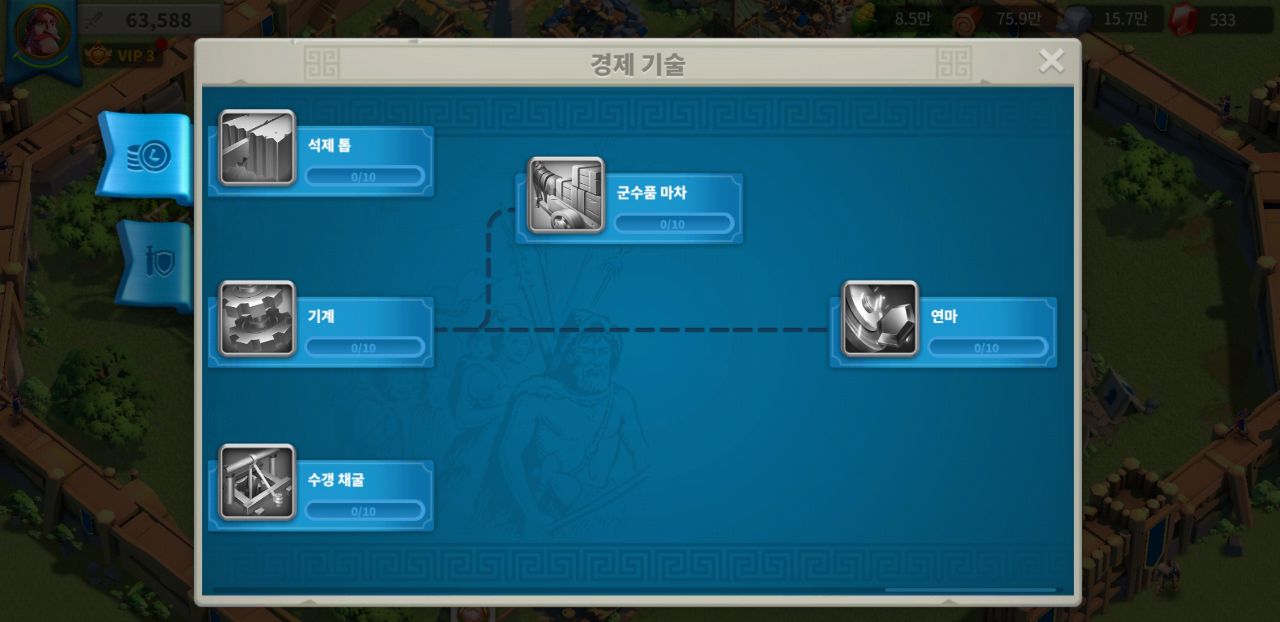 63,588
VIP 3
8.5만
75.9만
15.7만
533
경제 기술
석제 톱
0/10
군수품 마차
0/10
기계
0/10
연마
0/10
수갱 채굴
0/10